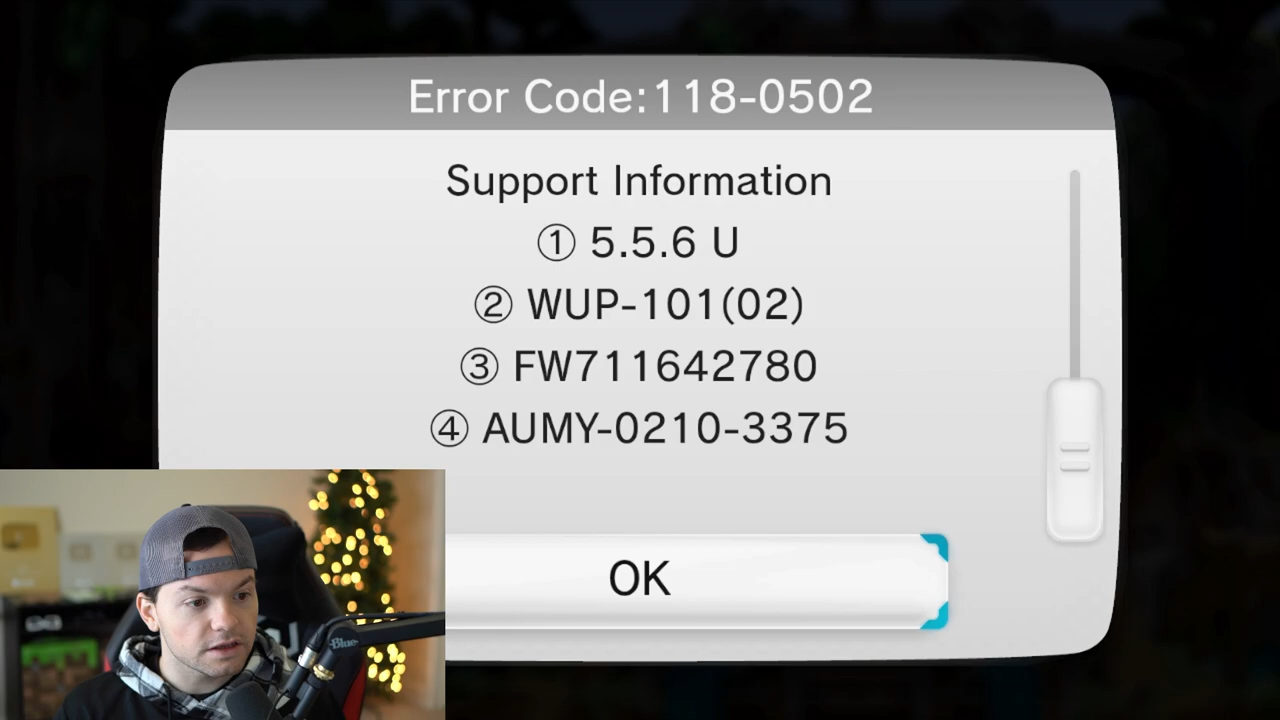 Error Code:118-0502
Support Information
① 5.5.6 U
② WUP-101(02)
③ FW711642780
④ AUMY-0210-3375
OK
Blue